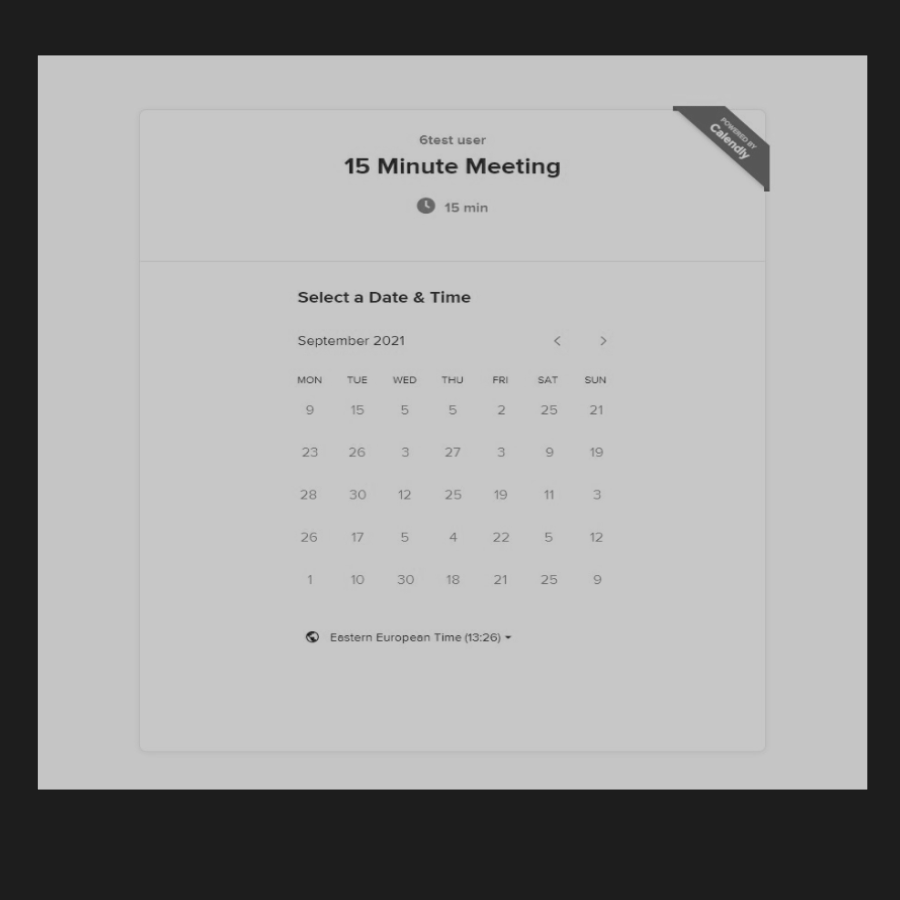 6test user
15 Minute Meeting
15 min
POWERED BY
Calendly
Select a Date & Time
September 2021
MON TUE WED THU FRI SAT SUN
9 15 5 5 2 25 21
23 26 3 27 3 9 19
28 30 12 25 19 11 3
26 17 5 4 22 5 12
1 10 30 18 21 25 9
Eastern European Time (13:26)